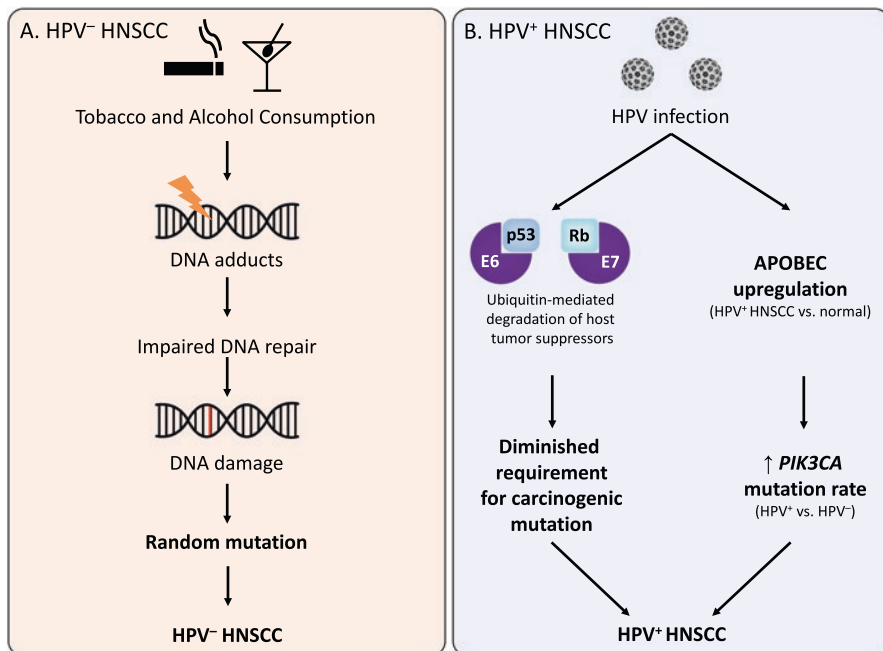 A. HPV– HNSCC
Tobacco and Alcohol Consumption
DNA adducts
Impaired DNA repair
DNA damage
Random mutation
HPV– HNSCC
B. HPV+ HNSCC
HPV infection
p53
E6
Rb
E7
Ubiquitin-mediated
degradation of host
tumor suppressors
APOBEC
upregulation
(HPV+ HNSCC vs. normal)
Diminished
requirement
for carcinogenic
mutation
↑ PIK3CA
mutation rate
(HPV+ vs. HPV–)
HPV+ HNSCC